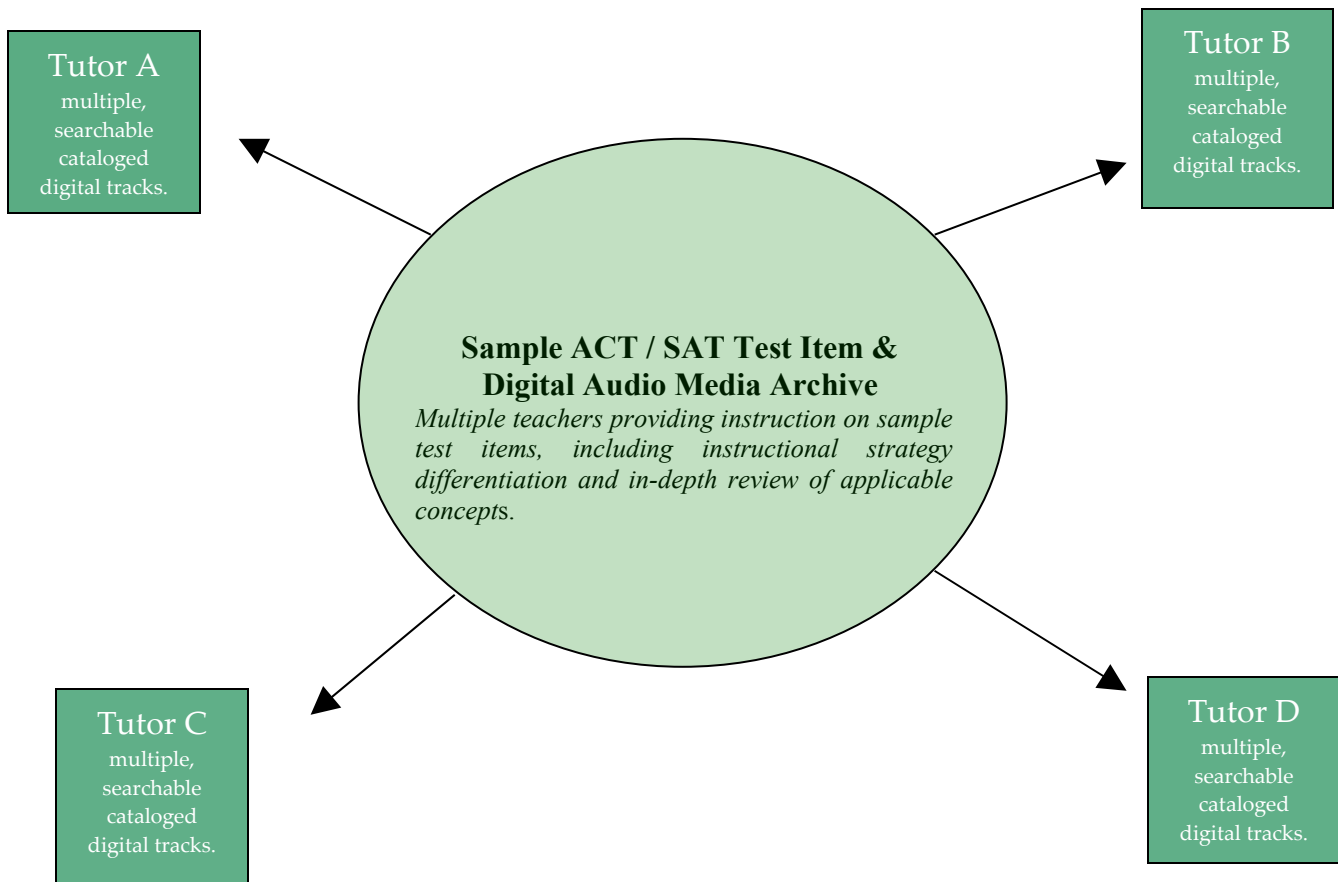 Tutor A
multiple,
searchable
cataloged
digital tracks.
Tutor B
multiple,
searchable
cataloged
digital tracks.
Sample ACT / SAT Test Item &
Digital Audio Media Archive
Multiple teachers providing instruction on sample
test items, including instructional strategy
differentiation and in-depth review of applicable
concepts.
Tutor C
multiple,
searchable
cataloged
digital tracks.
Tutor D
multiple,
searchable
cataloged
digital tracks.